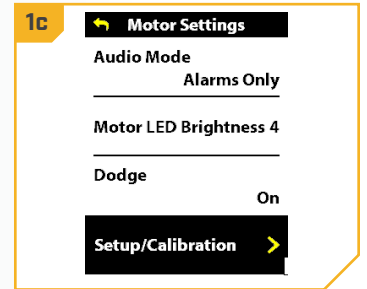 1c
Motor Settings
Audio Mode
Alarms Only
Motor LED Brightness 4
Dodge
On
Setup/Calibration >